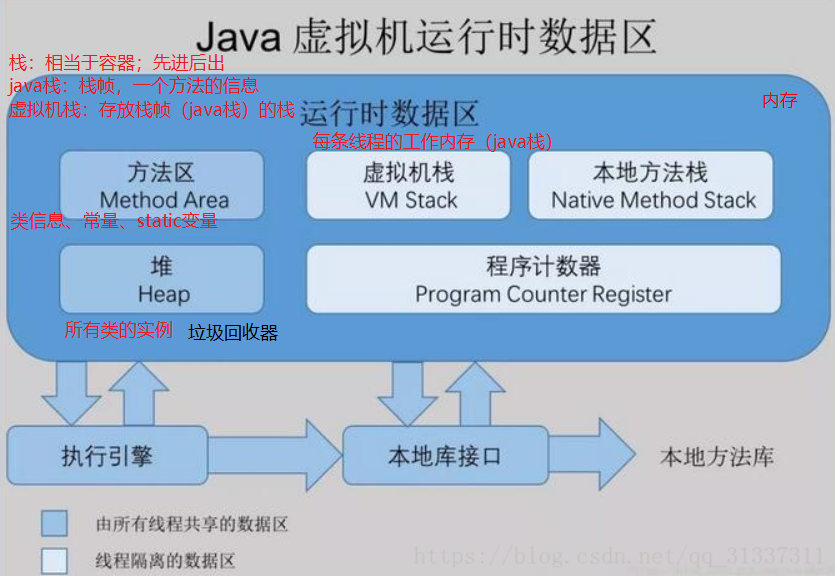 Java 虚拟机运行时数据区
栈：相当于容器；先进后出
java栈：栈帧，一个方法的信息
虚拟机栈：存放栈帧（java栈）的栈
运行时数据区
内存
每条线程的工作内存（java栈）
方法区
Method Area
虚拟机栈
VM Stack
本地方法栈
Native Method Stack
类信息、常量、static变量
堆
Heap
程序计数器
Program Counter Register
所有类的实例
垃圾回收器
执行引擎
本地库接口
本地方法库
由所有线程共享的数据区
线程隔离的数据区
https://blog.csdn.net/qq_31337311